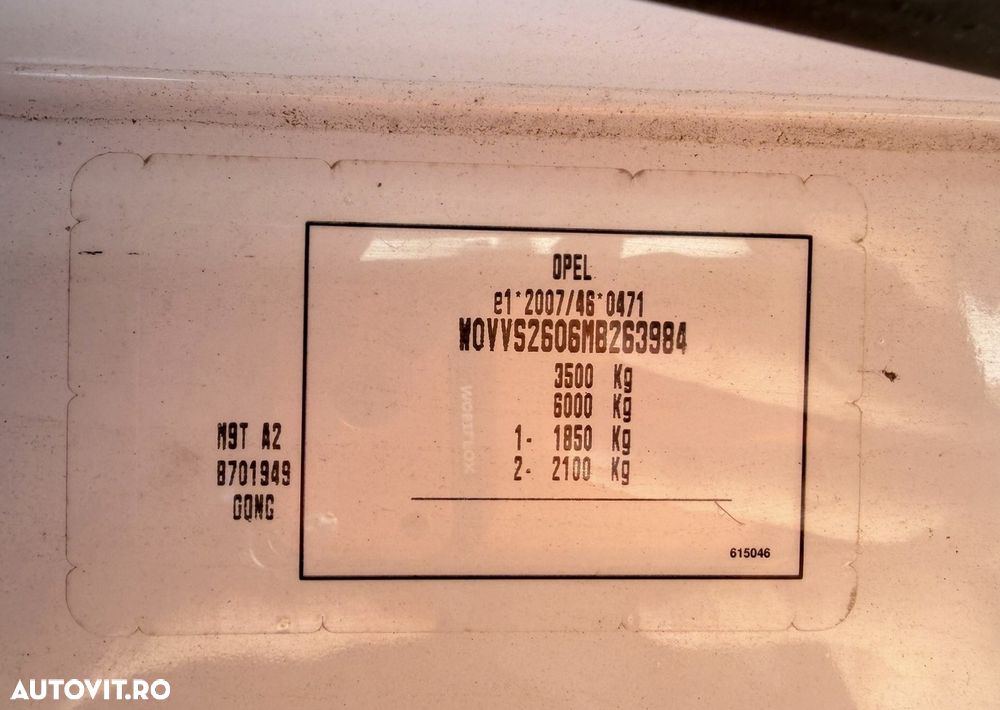 OPEL
e1*2007/46*0471
W0VVS2606MB263984
3500 Kg
6000 Kg
1- 1850 Kg
2- 2100 Kg
M9T A2
8701949
GQNG
615046
AUTOVIT.RO